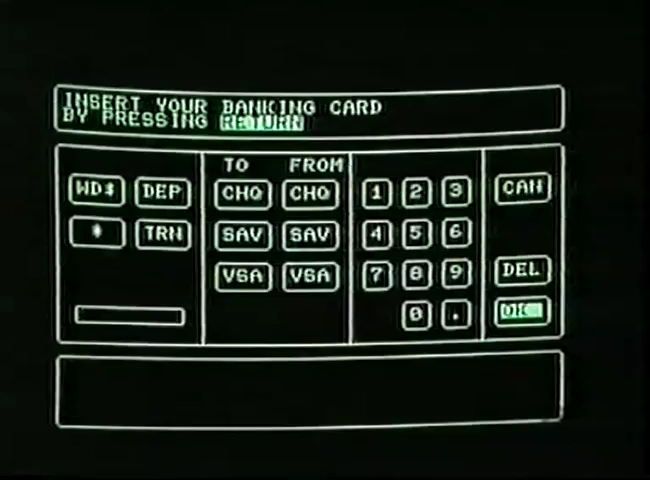 INSERT YOUR BANKING CARD
BY PRESSING RETURN
TO FROM
WD$ DEP CHQ CHQ 1 2 3 CAN
* TRN SAV SAV 4 5 6
VSA VSA 7 8 9 DEL
0 . OK